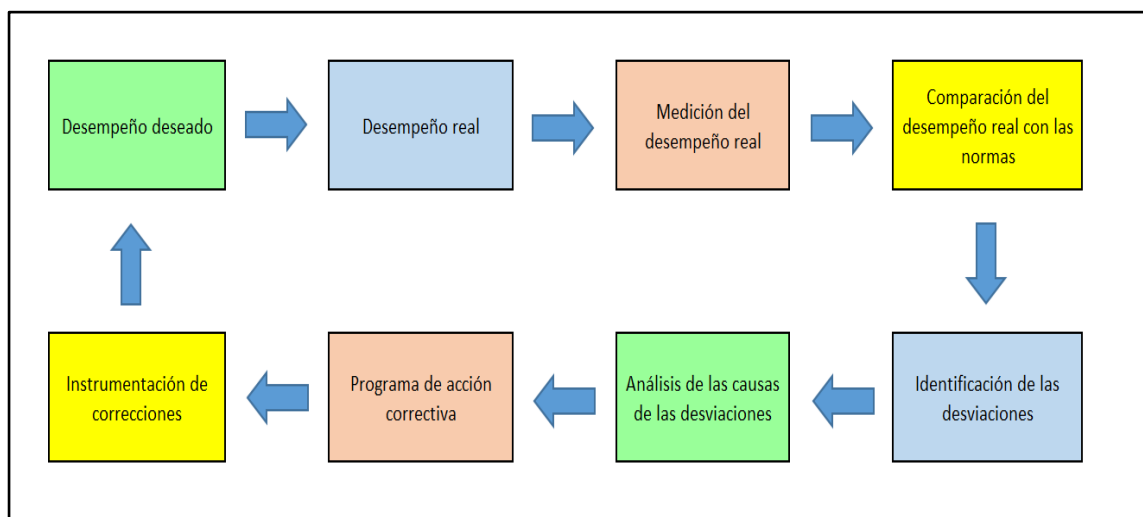 Desempeño deseado
Desempeño real
Medición del
desempeño real
Comparación del
desempeño real con las
normas
Identificación de las
desviaciones
Análisis de las causas
de las desviaciones
Programa de acción
correctiva
Instrumentación de
correcciones